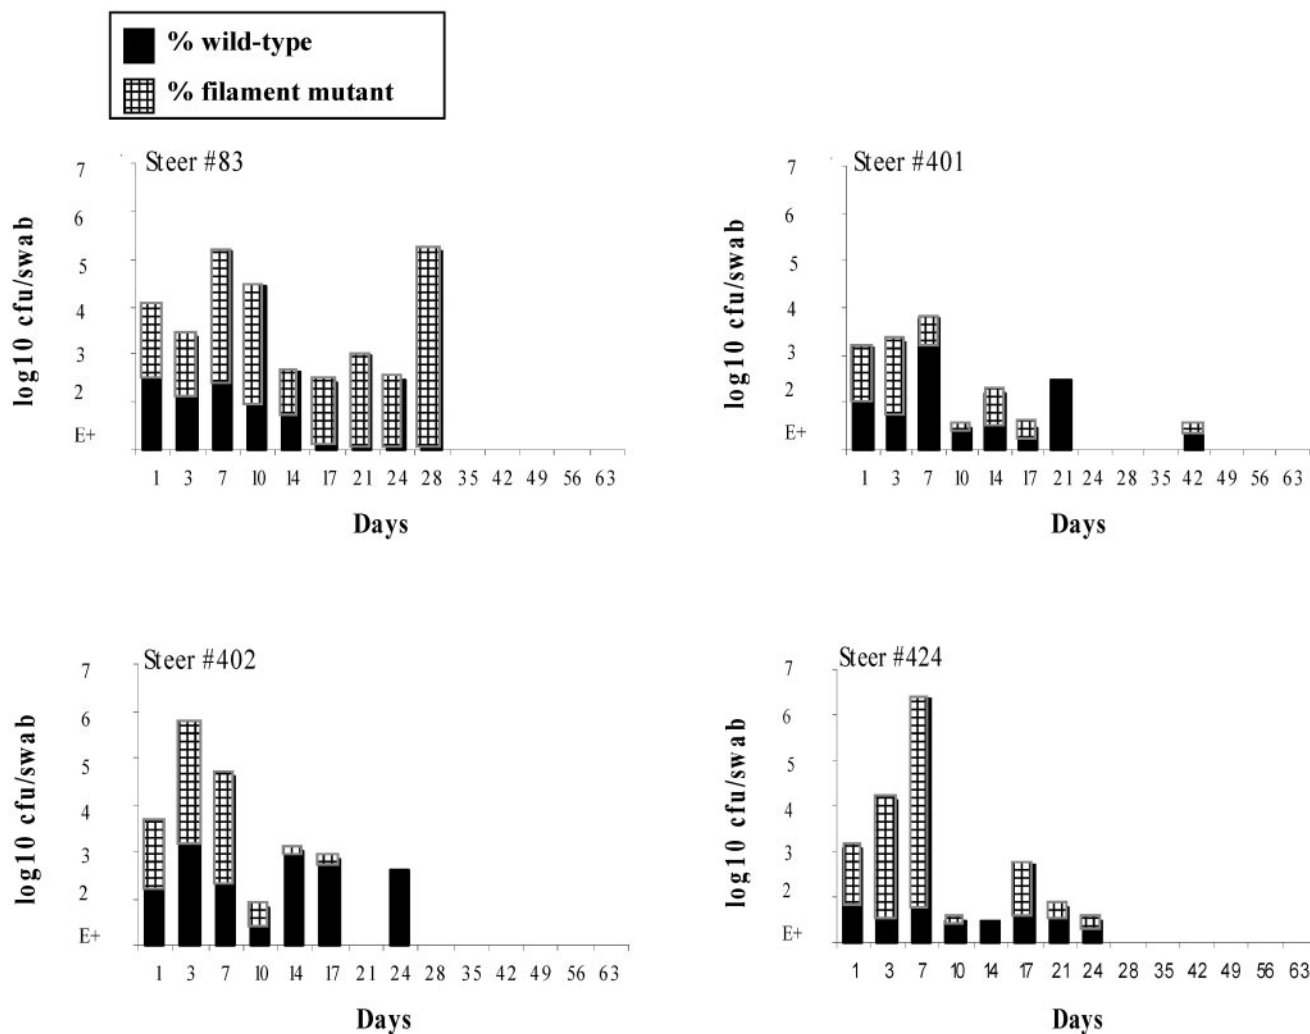 % wild-type
% filament mutant
Steer #83
7
6
5
4
3
2
E+
log10 cfu/swab
1 3 7 10 14 17 21 24 28 35 42 49 56 63
Days
Steer #401
7
6
5
4
3
2
E+
log10 cfu/swab
1 3 7 10 14 17 21 24 28 35 42 49 56 63
Days
Steer #402
7
6
5
4
3
2
E+
log10 cfu/swab
1 3 7 10 14 17 21 24 28 35 42 49 56 63
Days
Steer #424
7
6
5
4
3
2
E+
log10 cfu/swab
1 3 7 10 14 17 21 24 28 35 42 49 56 63
Days